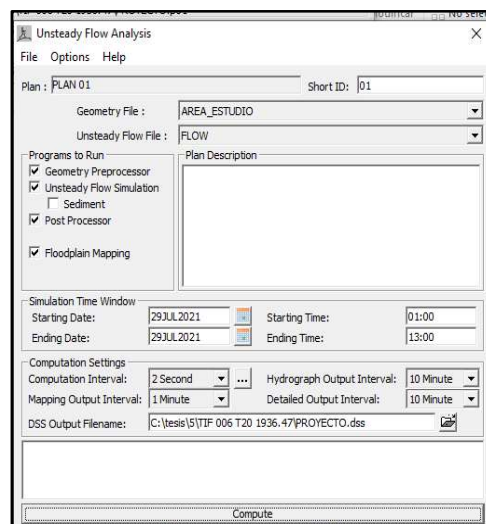 Unsteady Flow Analysis
File Options Help
Plan : PLAN 01 Short ID: 01
Geometry File : AREA_ESTUDIO
Unsteady Flow File : FLOW
Programs to Run
Geometry Preprocessor
Unsteady Flow Simulation
Sediment
Post Processor
Floodplain Mapping
Plan Description
Simulation Time Window
Starting Date: 29JUL2021 Starting Time: 01:00
Ending Date: 29JUL2021 Ending Time: 13:00
Computation Settings
Computation Interval: 2 Second ... Hydrograph Output Interval: 10 Minute
Mapping Output Interval: 1 Minute Detailed Output Interval: 10 Minute
DSS Output Filename: C:\tesis\5\TIF 006 T20 1936.47\PROYECTO.dss
Compute